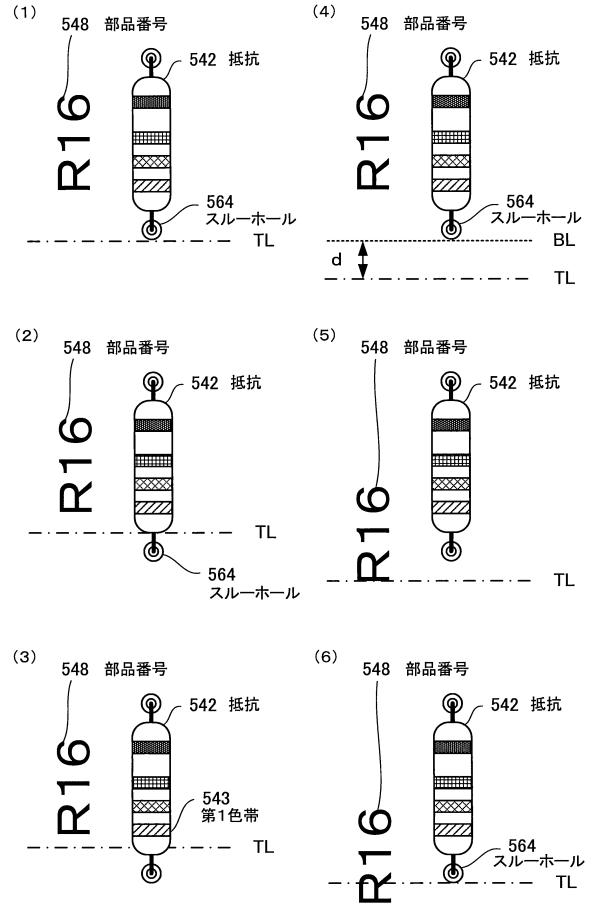 (1)
548 部品番号
542 抵抗
R16
564
スルーホール
TL
(2)
548 部品番号
542 抵抗
R16
TL
564
スルーホール
(3)
548 部品番号
542 抵抗
R16
543
第1色帯
TL
(4)
548 部品番号
542 抵抗
R16
564
スルーホール
BL
d
TL
(5)
548 部品番号
542 抵抗
R16
TL
(6)
548 部品番号
542 抵抗
R16
564
スルーホール
TL